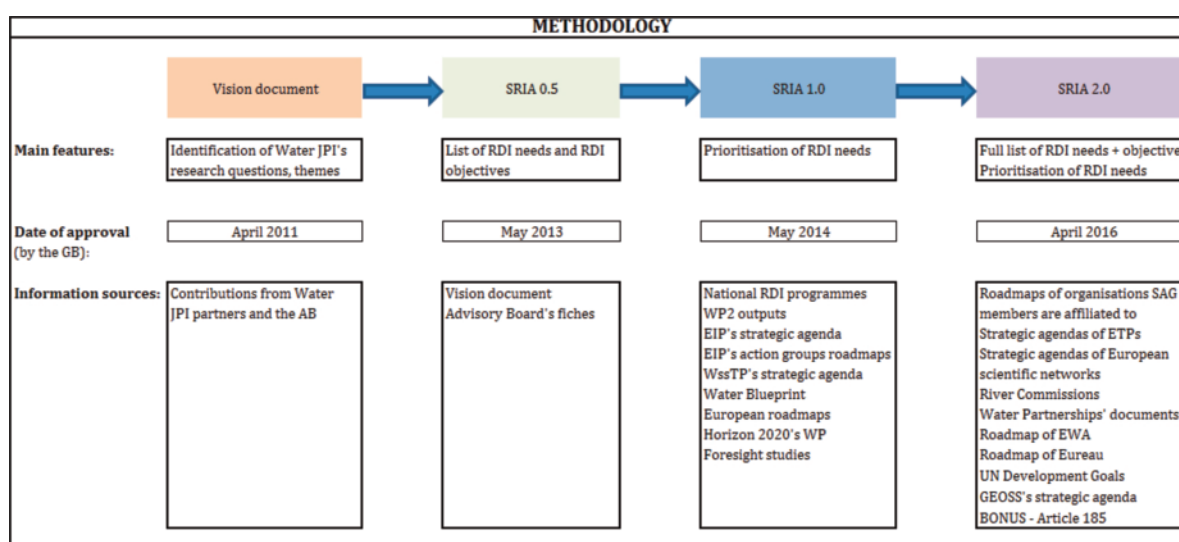 METHODOLOGY
Vision document
SRIA 0.5
SRIA 1.0
SRIA 2.0
Main features:
Identification of Water JPI's
research questions, themes
List of RDI needs and RDI
objectives
Prioritisation of RDI needs
Full list of RDI needs + objective
Prioritisation of RDI needs
Date of approval
(by the GB):
April 2011
May 2013
May 2014
April 2016
Information sources:
Contributions from Water
JPI partners and the AB
Vision document
Advisory Board's fiches
National RDI programmes
WP2 outputs
EIP's strategic agenda
EIP's action groups roadmaps
WssTP's strategic agenda
Water Blueprint
European roadmaps
Horizon 2020's WP
Foresight studies
Roadmaps of organisations SAG
members are affiliated to
Strategic agendas of ETPs
Strategic agendas of European
scientific networks
River Commissions
Water Partnerships' documents
Roadmap of EWA
Roadmap of Eureau
UN Development Goals
GEOSS's strategic agenda
BONUS - Article 185